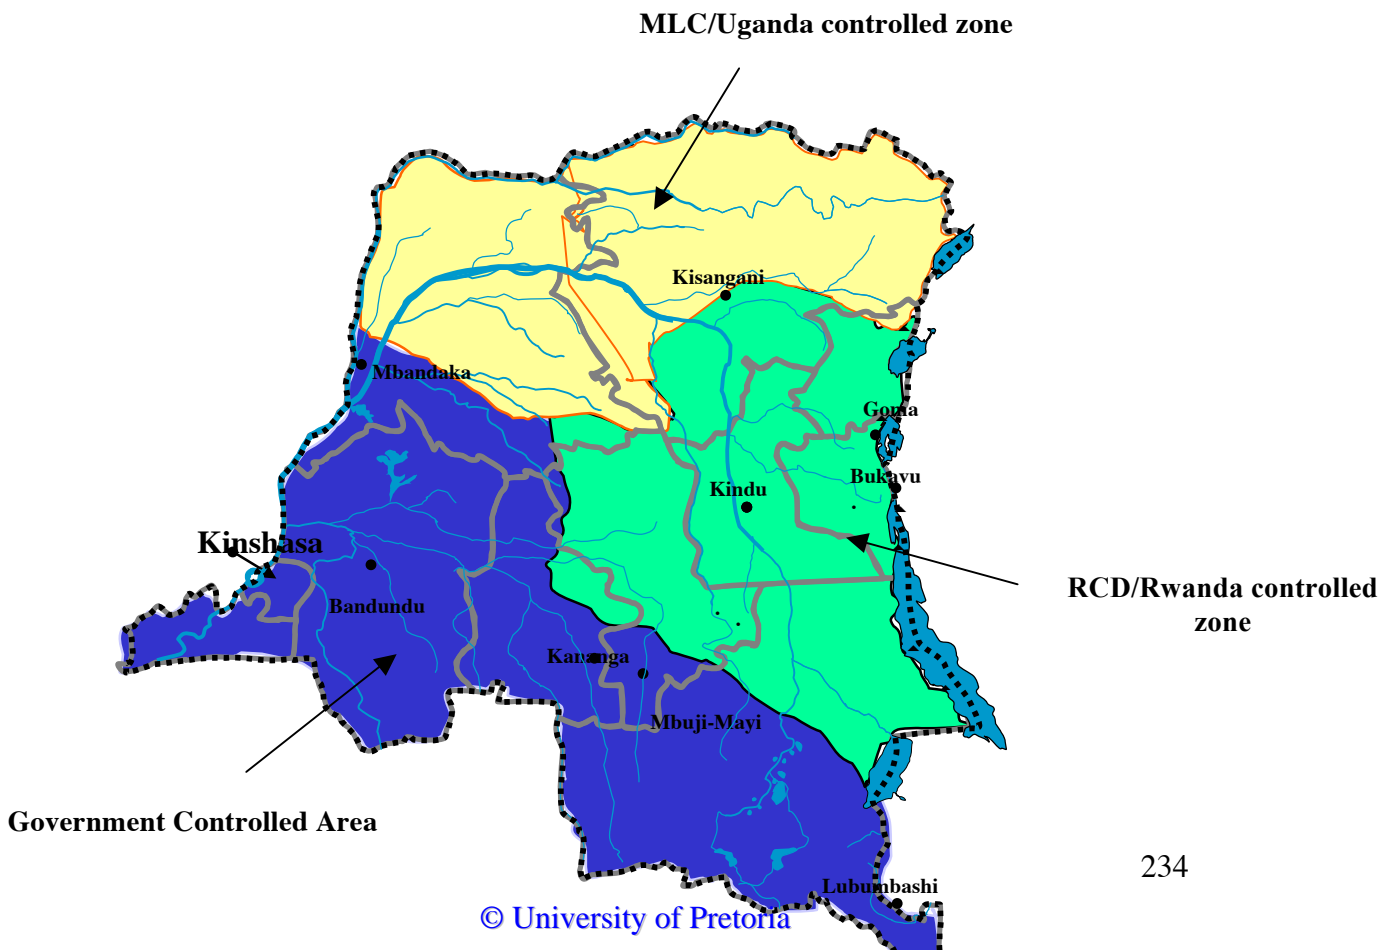 MLC/Uganda controlled zone
Kisangani
Mbandaka
Goma
Bukavu
Kindu
Kinshasa
RCD/Rwanda controlled
zone
Bandundu
Kananga
Mbuji-Mayi
Government Controlled Area
234
Lubumbashi
© University of Pretoria